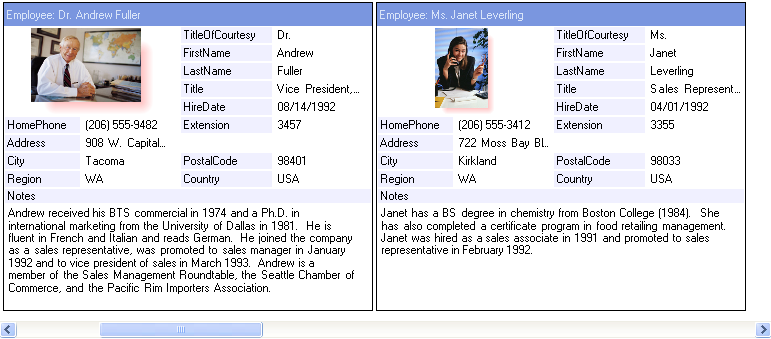 Employee: Dr. Andrew Fuller
TitleOfCourtesy Dr.
FirstName Andrew
LastName Fuller
Title Vice President,...
HireDate 08/14/1992
HomePhone (206) 555-9482 Extension 3457
Address 908 W. Capital...
City Tacoma PostalCode 98401
Region WA Country USA
Notes
Andrew received his BTS commercial in 1974 and a Ph.D. in
international marketing from the University of Dallas in 1981. He is
fluent in French and Italian and reads German. He joined the company
as a sales representative, was promoted to sales manager in January
1992 and to vice president of sales in March 1993. Andrew is a
member of the Sales Management Roundtable, the Seattle Chamber of
Commerce, and the Pacific Rim Importers Association.
Employee: Ms. Janet Leverling
TitleOfCourtesy Ms.
FirstName Janet
LastName Leverling
Title Sales Represent...
HireDate 04/01/1992
HomePhone (206) 555-3412 Extension 3355
Address 722 Moss Bay Bl...
City Kirkland PostalCode 98033
Region WA Country USA
Notes
Janet has a BS degree in chemistry from Boston College (1984). She
has also completed a certificate program in food retailing management.
Janet was hired as a sales associate in 1991 and promoted to sales
representative in February 1992.